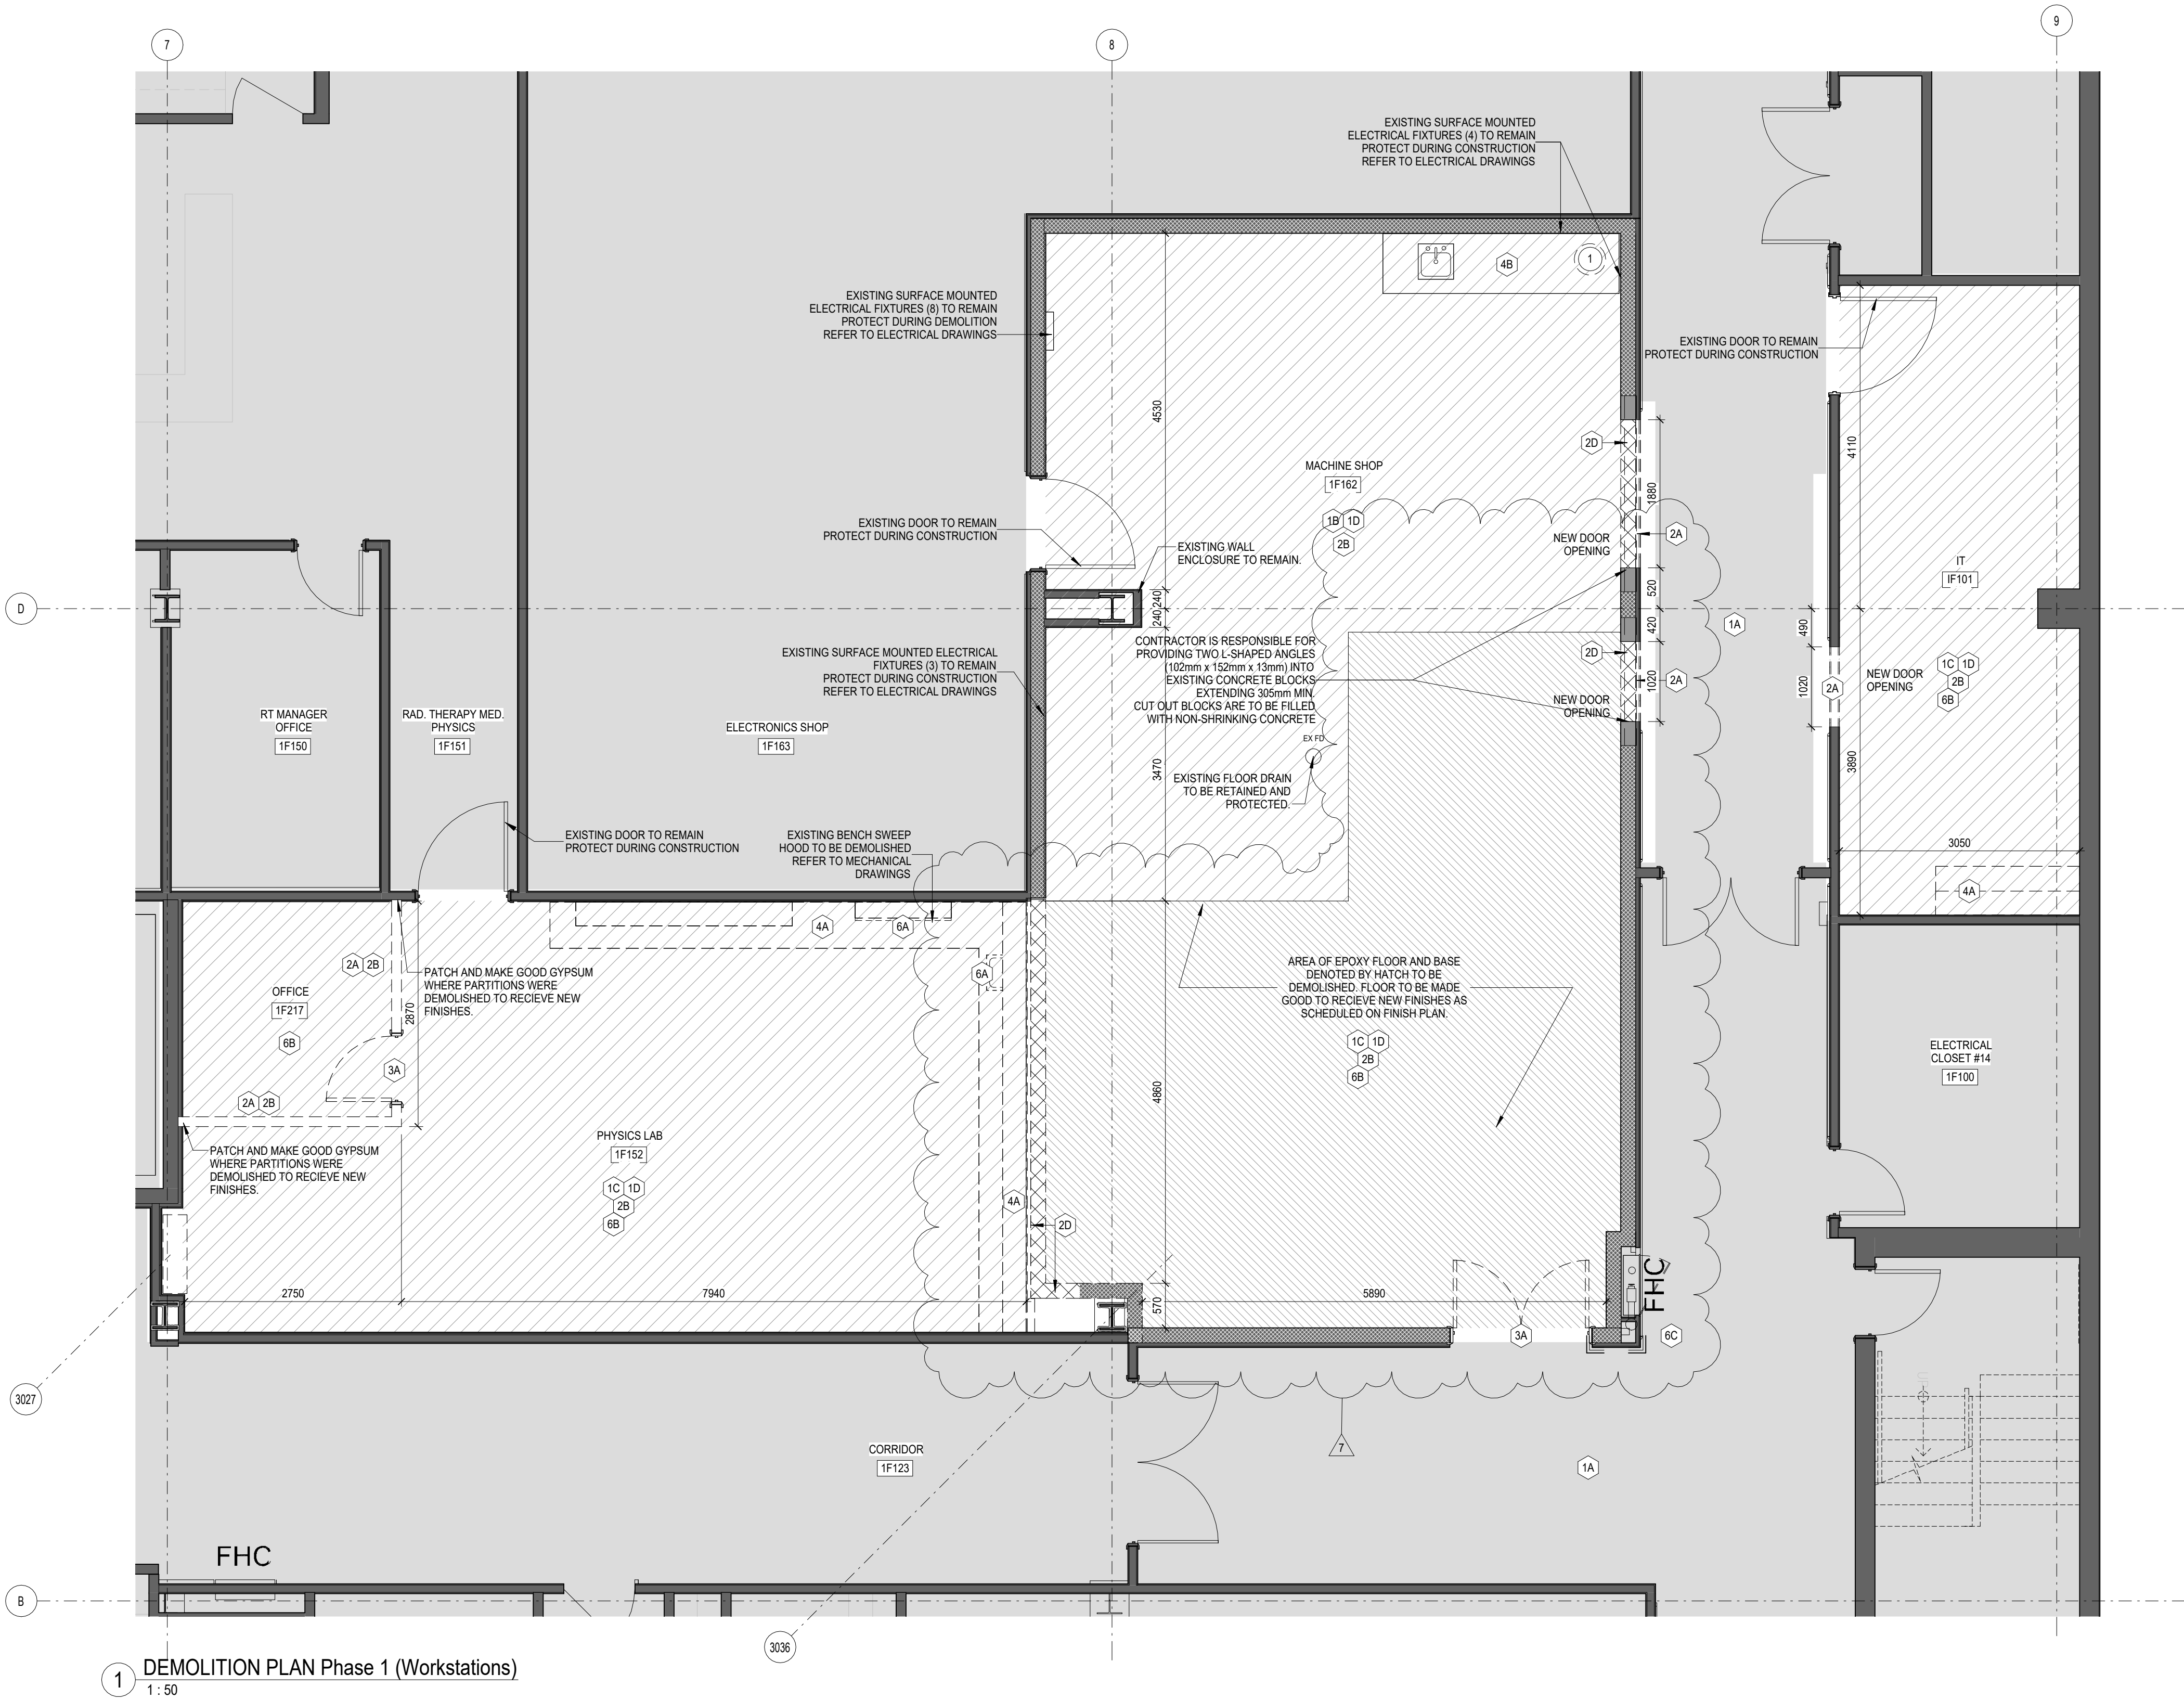 7
8
9
EXISTING SURFACE MOUNTED
ELECTRICAL FIXTURES (4) TO REMAIN
PROTECT DURING CONSTRUCTION
REFER TO ELECTRICAL DRAWINGS
4B
1
EXISTING SURFACE MOUNTED
ELECTRICAL FIXTURES (8) TO REMAIN
PROTECT DURING DEMOLITION
REFER TO ELECTRICAL DRAWINGS
EXISTING DOOR TO REMAIN
PROTECT DURING CONSTRUCTION
4530
4110
2D
MACHINE SHOP
1F162
1880
1B 1D
2B
EXISTING DOOR TO REMAIN
PROTECT DURING CONSTRUCTION
NEW DOOR
OPENING
2A
EXISTING WALL
ENCLOSURE TO REMAIN.
IT
IF101
520
D
240
240
420
490
1A
CONTRACTOR IS RESPONSIBLE FOR
PROVIDING TWO L-SHAPED ANGLES
(102mm x 152mm x 13mm) INTO
EXISTING CONCRETE BLOCKS
EXTENDING 305mm MIN.
CUT OUT BLOCKS ARE TO BE FILLED
WITH NON-SHRINKING CONCRETE
EXISTING SURFACE MOUNTED ELECTRICAL
FIXTURES (3) TO REMAIN
PROTECT DURING CONSTRUCTION
REFER TO ELECTRICAL DRAWINGS
2D
1020
2A
1020
2A
NEW DOOR
OPENING
1C 1D
2B
6B
NEW DOOR
OPENING
RT MANAGER
OFFICE
1F150
RAD. THERAPY MED.
PHYSICS
1F151
ELECTRONICS SHOP
1F163
EX FD
3470
3890
EXISTING FLOOR DRAIN
TO BE RETAINED AND
PROTECTED.
EXISTING DOOR TO REMAIN
PROTECT DURING CONSTRUCTION
EXISTING BENCH SWEEP
HOOD TO BE DEMOLISHED
REFER TO MECHANICAL
DRAWINGS
3050
4A
4A
6A
2A 2B
PATCH AND MAKE GOOD GYPSUM
WHERE PARTITIONS WERE
DEMOLISHED TO RECIEVE NEW
FINISHES.
6A
AREA OF EPOXY FLOOR AND BASE
DENOTED BY HATCH TO BE
DEMOLISHED. FLOOR TO BE MADE
GOOD TO RECIEVE NEW FINISHES AS
SCHEDULED ON FINISH PLAN.
OFFICE
1F217
2870
6B
1C 1D
2B
6B
ELECTRICAL
CLOSET #14
1F100
3A
2A 2B
4860
PATCH AND MAKE GOOD GYPSUM
WHERE PARTITIONS WERE
DEMOLISHED TO RECIEVE NEW
FINISHES.
PHYSICS LAB
1F152
1C 1D
2B
6B
4A
2D
2750
7940
570
5890
FHC
3A
6C
3027
CORRIDOR
1F123
7
1A
FHC
B
3036
1
DEMOLITION PLAN Phase 1 (Workstations)
1 : 50